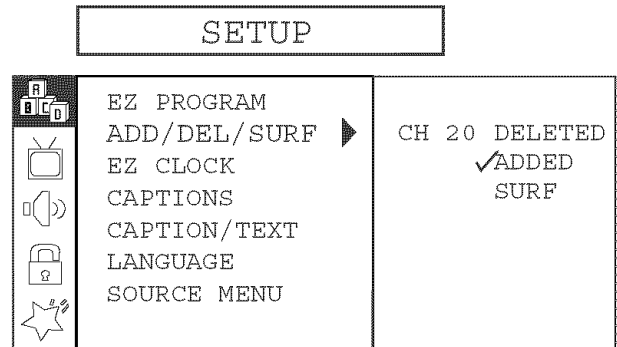 SETUP
EZ PROGRAM
ADD/DEL/SURF
EZ CLOCK
CAPTIONS
CAPTION/TEXT
LANGUAGE
SOURCE MENU
CH 20 DELETED
✓ADDED
SURF
A
B C D